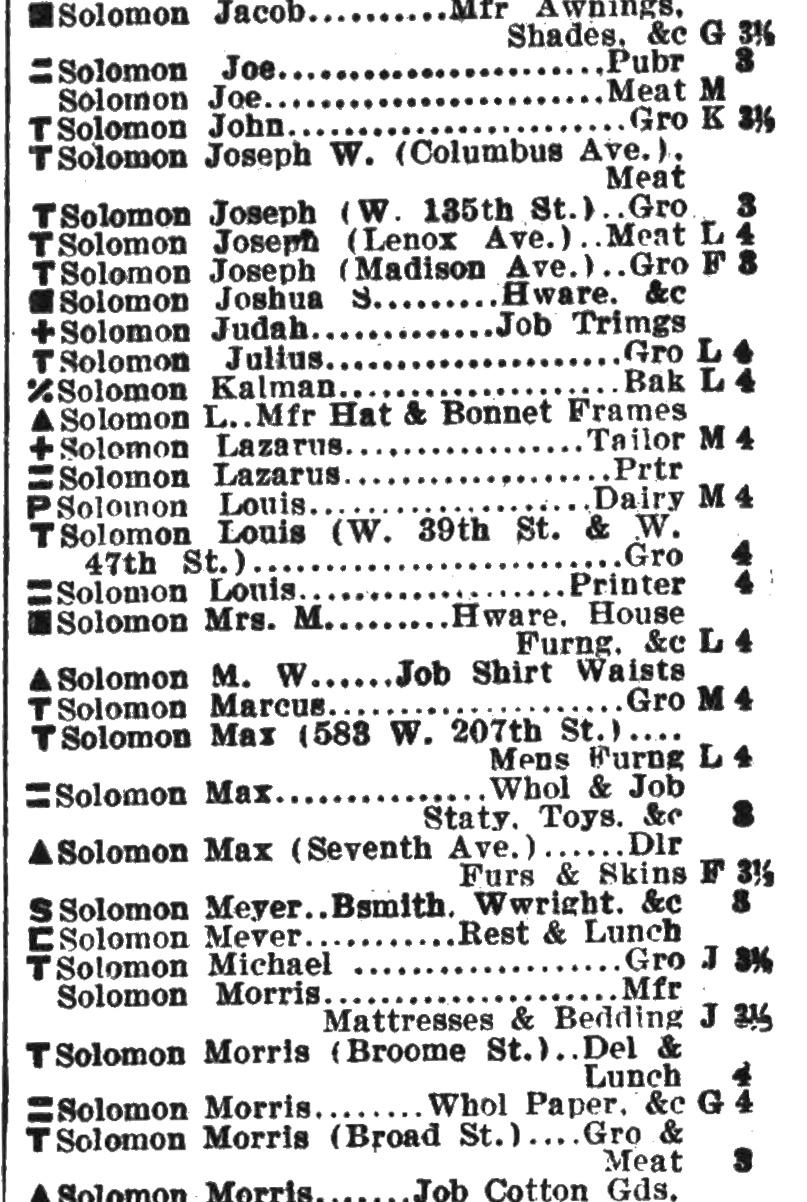 ■ Solomon Jacob..........Mfr Awnings,
Shades, &c G 3½
= Solomon Joe........................Pubr 3
Solomon Joe.........................Meat M
T Solomon John.........................Gro K 3½
T Solomon Joseph W. (Columbus Ave.),
Meat
T Solomon Joseph (W. 135th St.)..Gro 3
T Solomon Joseph (Lenox Ave.)..Meat L 4
T Solomon Joseph (Madison Ave.)..Gro F 3
■ Solomon Joshua S.........Hware, &c
+ Solomon Judah..............Job Trimgs
T Solomon Julius......................Gro L 4
% Solomon Kalman.....................Bak L 4
▲ Solomon L..Mfr Hat & Bonnet Frames
+ Solomon Lazarus.................Tailor M 4
= Solomon Lazarus...................Prtr
P Solomon Louis.....................Dairy M 4
T Solomon Louis (W. 39th St. & W.
47th St.)............................Gro 4
= Solomon Louis....................Printer 4
■ Solomon Mrs. M.........Hware, House
Furng, &c L 4
▲ Solomon M. W......Job Shirt Waists
T Solomon Marcus......................Gro M 4
T Solomon Max (583 W. 207th St.)....
Mens Furng L 4
= Solomon Max................Whol & Job
Staty, Toys, &c 3
▲ Solomon Max (Seventh Ave.)......Dlr
Furs & Skins F 3½
S Solomon Meyer..Bsmith, Wwright, &c 3
⊏ Solomon Meyer...........Rest & Lunch
T Solomon Michael ....................Gro J 3½
Solomon Morris......................Mfr
Mattresses & Bedding J 3½
T Solomon Morris (Broome St.)..Del &
Lunch 4
= Solomon Morris........Whol Paper, &c G 4
T Solomon Morris (Broad St.)....Gro &
Meat 3
▲ Solomon Morris.......Job Cotton Gds,